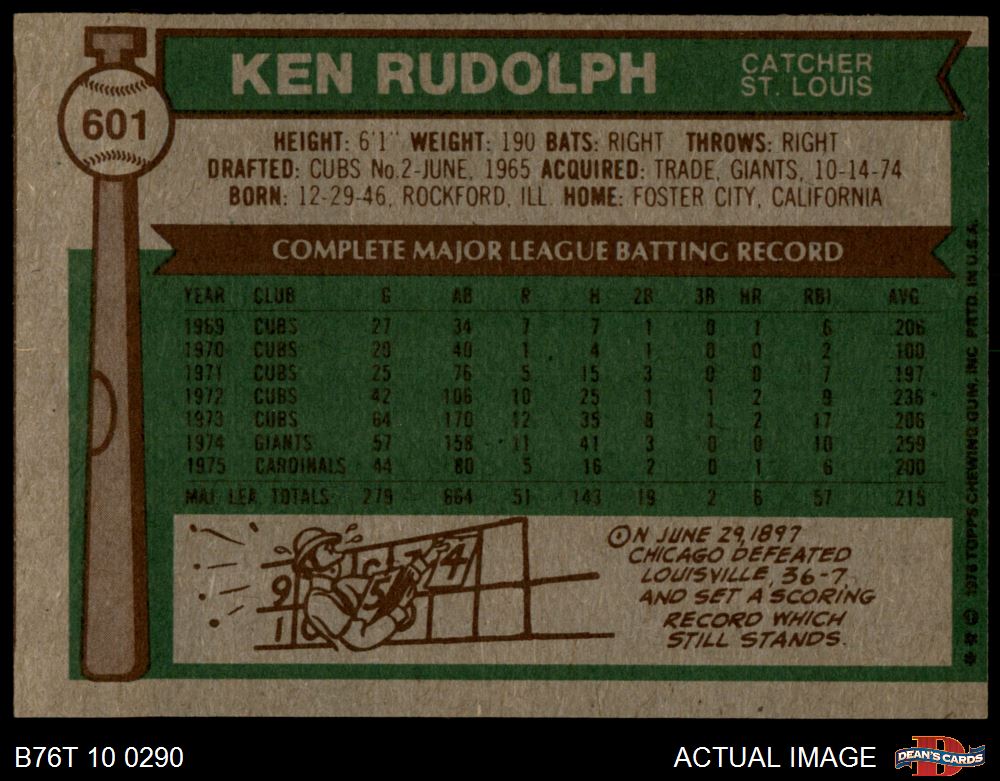 KEN RUDOLPH
CATCHER
ST. LOUIS
601
HEIGHT: 6'1" WEIGHT: 190 BATS: RIGHT THROWS: RIGHT
DRAFTED: CUBS No. 2-JUNE, 1965 ACQUIRED: TRADE, GIANTS, 10-14-74
BORN: 12-29-46, ROCKFORD, ILL. HOME: FOSTER CITY, CALIFORNIA
COMPLETE MAJOR LEAGUE BATTING RECORD
YEAR CLUB G AB R H 2B 3B HR RBI AVG.
1969 CUBS 27 34 7 7 1 0 1 6 .206
1970 CUBS 20 40 1 4 1 0 0 2 .100
1971 CUBS 25 76 5 15 3 0 0 7 .197
1972 CUBS 42 106 10 25 1 1 2 9 .236
1973 CUBS 64 170 12 35 8 1 2 17 .206
1974 GIANTS 57 158 11 41 3 0 0 10 .259
1975 CARDINALS 44 80 5 16 2 0 1 6 .200
MAJ. LEA. TOTALS 279 664 51 143 19 2 6 57 .215
9 5 4
1
ON JUNE 29, 1897
CHICAGO DEFEATED
LOUISVILLE, 36-7,
AND SET A SCORING
RECORD WHICH
STILL STANDS.
** © 1976 TOPPS CHEWING GUM, INC. PRTD. IN U.S.A.
B76T 10 0290
ACTUAL IMAGE
D
DEAN'S CARDS